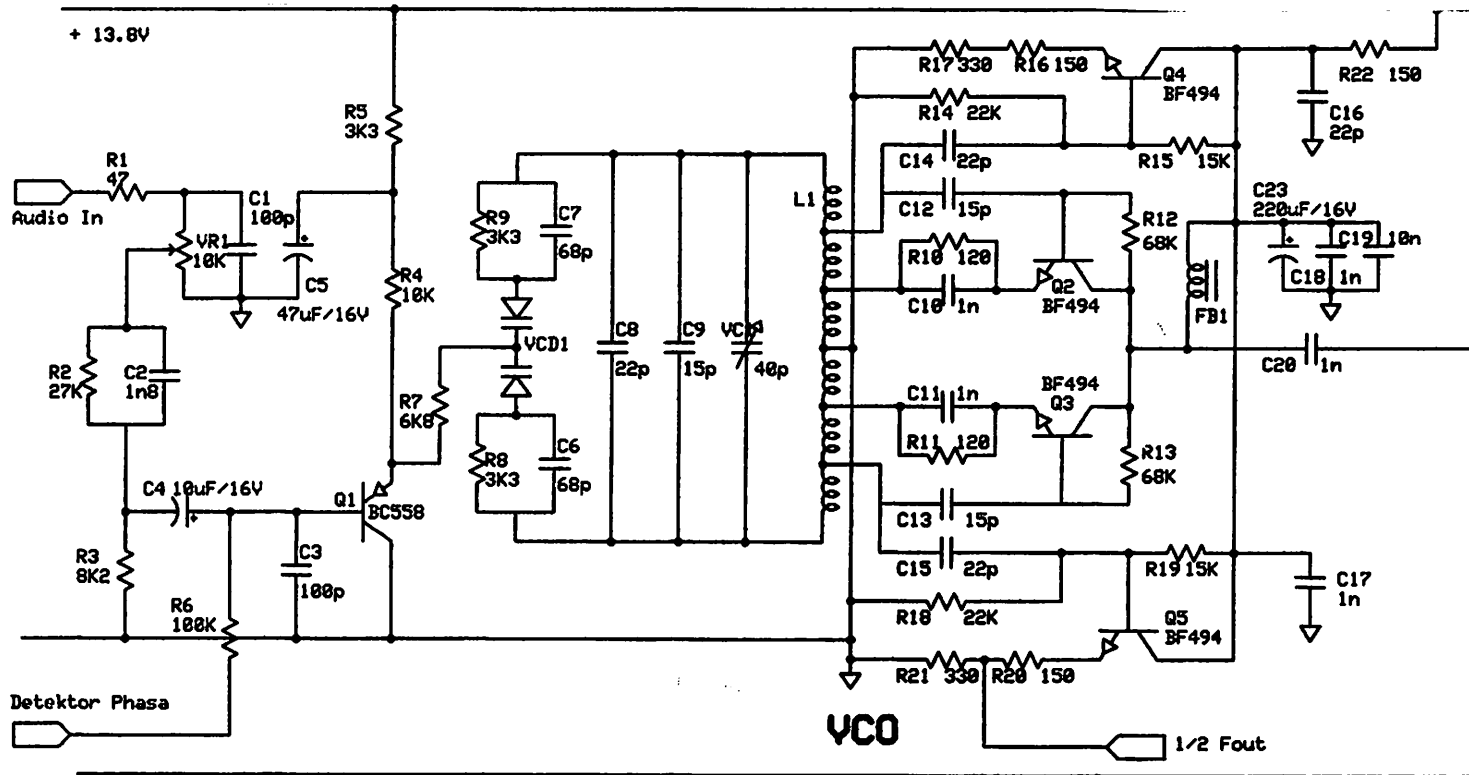 + 13.8V
R17 330
R16 150
Q4
BF494
R22 150
R14 22K
C16
22p
R5
3K3
R1
47
Audio In
C1
100p
C14 22p
R15 15K
L1
C12 15p
R12
68K
C23
220uF/16V
VR1
10K
R9
3K3
C7
68p
R10 120
C19 10n
C5
47uF/16V
R4
10K
C10 1n
Q2
BF494
C18 1n
FB1
R2
27K
C2
1n8
VCD1
C8
22p
C9
15p
40p
C20 1n
R7
6K8
C11 1n
BF494
Q3
R11 120
R8
3K3
C6
68p
R13
68K
C4 10uF/16V
Q1
BC558
C13 15p
R3
8K2
C3
100p
C15 22p
R19 15K
C17
1n
R6
100K
R18 22K
Q5
BF494
R21 330
R20 150
Detektor Phasa
VCO
1/2 Fout